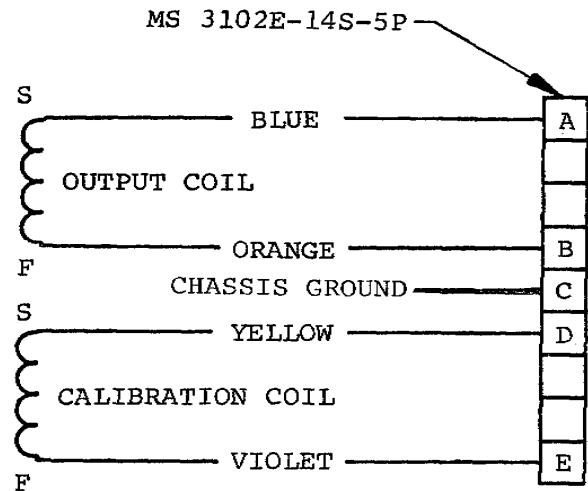 MS 3102E-14S-5P
S
BLUE
A
OUTPUT COIL
ORANGE
B
F
CHASSIS GROUND
C
S
YELLOW
D
CALIBRATION COIL
VIOLET
E
F